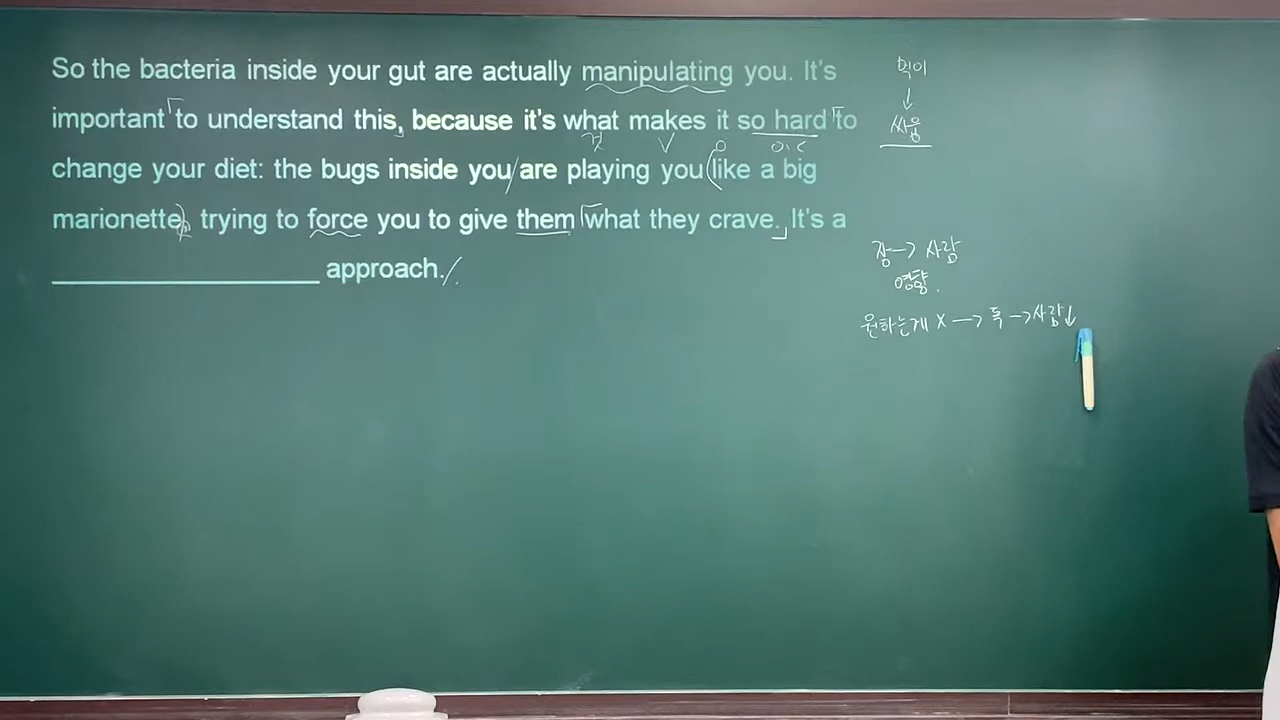 So the bacteria inside your gut are actually manipulating you. It's
important to understand this, because it's what makes it so hard to
change your diet: the bugs inside you are playing you like a big
marionette, trying to force you to give them what they crave. It's a
____________________ approach.
것 V O O.C
먹이
↓
싸움
장 → 사람
영향.
원하는게 X → 독 → 사람↓